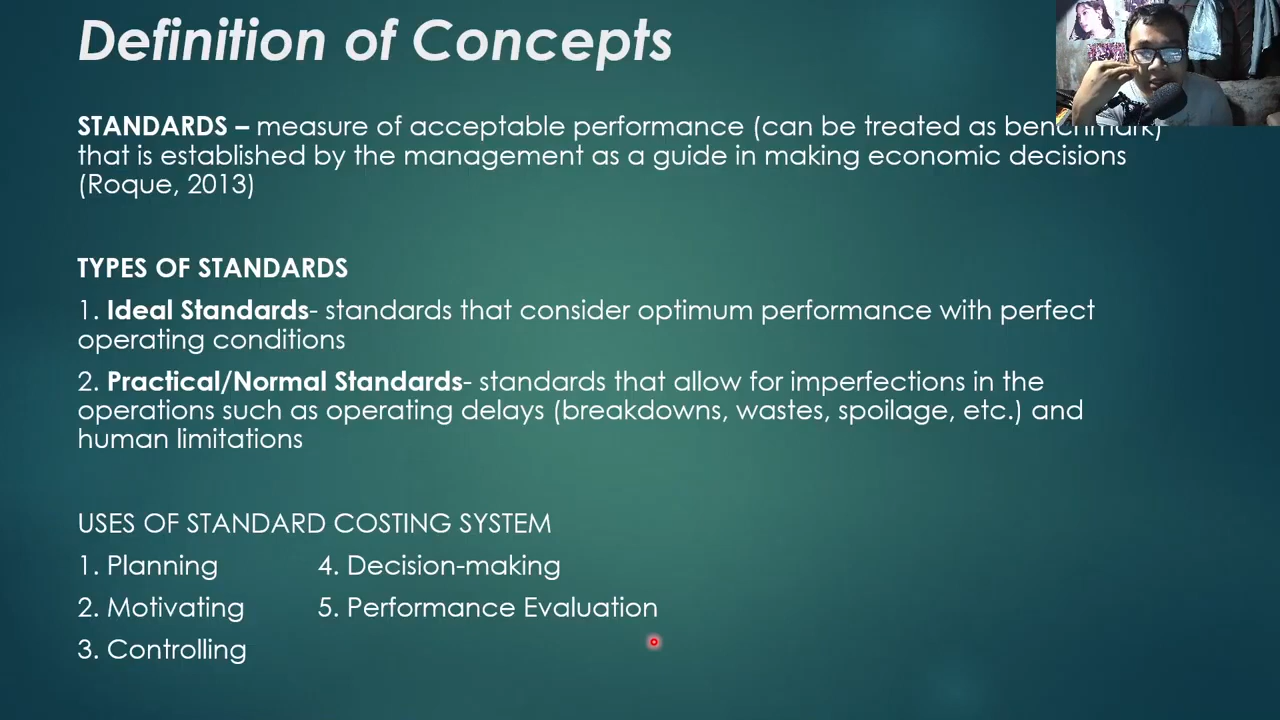 Definition of Concepts
STANDARDS – measure of acceptable performance (can be treated as benchmark)
that is established by the management as a guide in making economic decisions
(Roque, 2013)
TYPES OF STANDARDS
1. Ideal Standards- standards that consider optimum performance with perfect
operating conditions
2. Practical/Normal Standards- standards that allow for imperfections in the
operations such as operating delays (breakdowns, wastes, spoilage, etc.) and
human limitations
USES OF STANDARD COSTING SYSTEM
1. Planning 4. Decision-making
2. Motivating 5. Performance Evaluation
3. Controlling